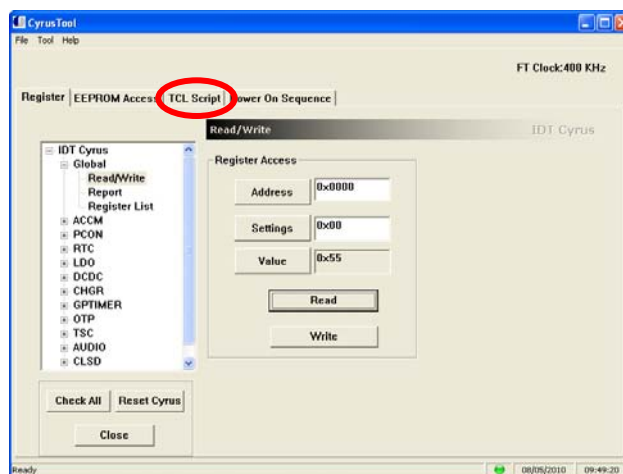 CyrusTool
File Tool Help
FT Clock:400 KHz
Register EEPROM Access TCL Script Power On Sequence
Read/Write IDT Cyrus
IDT Cyrus
Global
Read/Write
Report
Register List
ACCM
PCON
RTC
LDO
DCDC
CHGR
GPTIMER
OTP
TSC
AUDIO
CLSD
Register Access
Address 0x0000
Settings 0x00
Value 0x55
Read
Write
Check All Reset Cyrus
Close
Ready 08/05/2010 09:49:20